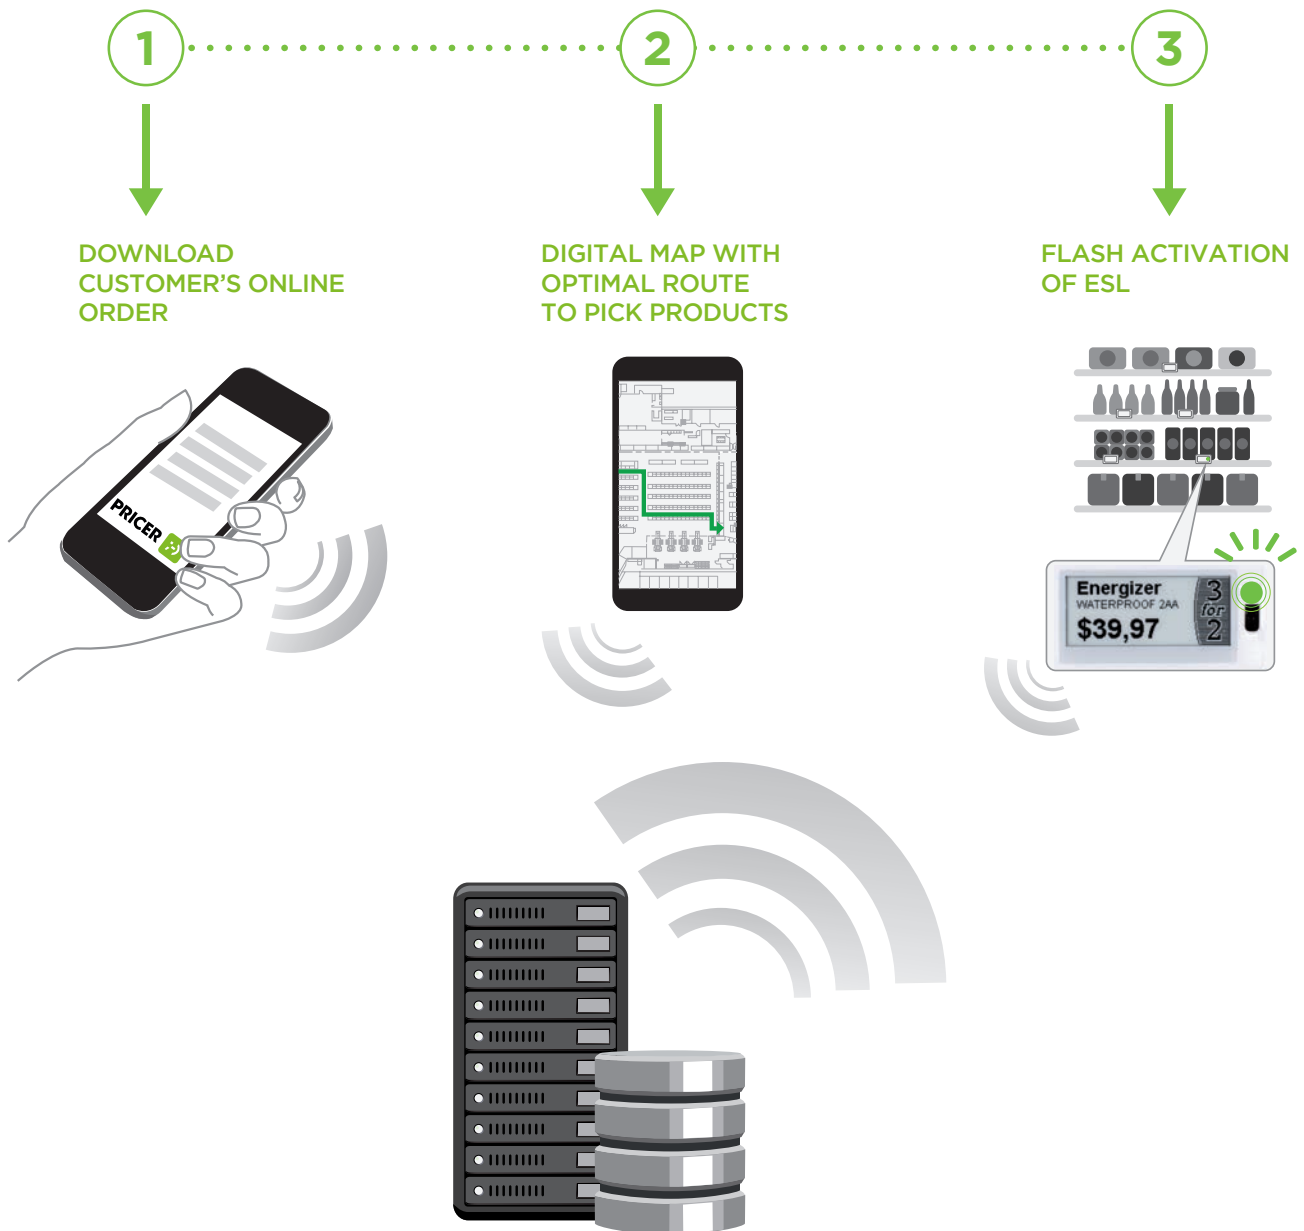 1
2
3
DOWNLOAD
CUSTOMER'S ONLINE
ORDER
DIGITAL MAP WITH
OPTIMAL ROUTE
TO PICK PRODUCTS
FLASH ACTIVATION
OF ESL
PRICER
Energizer
WATERPROOF 2AA
$39,97
3
for
2